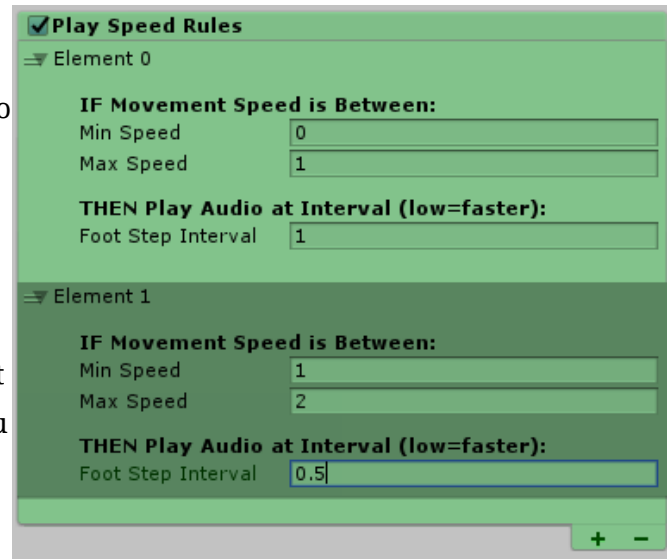 Play Speed Rules
Element 0
o
IF Movement Speed is Between:
Min Speed 0
Max Speed 1
THEN Play Audio at Interval (low=faster):
Foot Step Interval 1
Element 1
IF Movement Speed is Between:
t
Min Speed 1
Max Speed 2
u
THEN Play Audio at Interval (low=faster):
Foot Step Interval 0.5
+ −